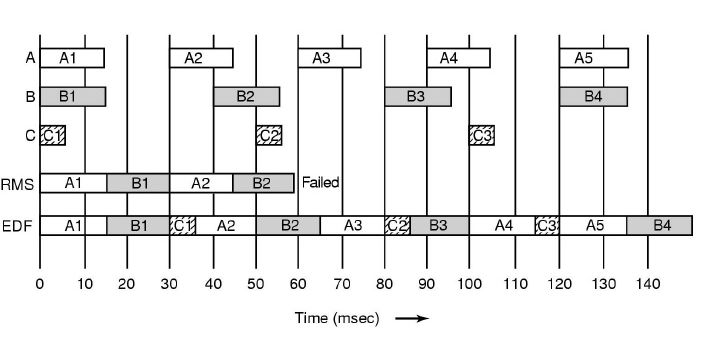 A A1 A2 A3 A4 A5
B B1 B2 B3 B4
C C1 C2 C3
RMS A1 B1 A2 B2 Failed
EDF A1 B1 C1 A2 B2 A3 C2 B3 A4 C3 A5 B4
0 10 20 30 40 50 60 70 80 90 100 110 120 130 140
Time (msec)